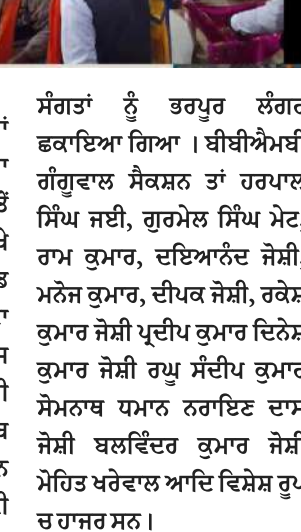 ਸੰਗਤਾਂ ਨੂੰ ਭਰਪੂਰ ਲੰਗਰ
ਛਕਾਇਆ ਗਿਆ । ਬੀਬੀਐਮਬੀ
ਗੰਗੂਵਾਲ ਸੈਕਸ਼ਨ ਤਾਂ ਹਰਪਾਲ
ਸਿੰਘ ਜਈ, ਗੁਰਮੇਲ ਸਿੰਘ ਮੇਟ,
ਰਾਮ ਕੁਮਾਰ, ਦਇਆਨੰਦ ਜੋਸ਼ੀ,
ਮਨੋਜ ਕੁਮਾਰ, ਦੀਪਕ ਜੋਸ਼ੀ, ਰਕੇਸ਼
ਕੁਮਾਰ ਜੋਸ਼ੀ ਪ੍ਰਦੀਪ ਕੁਮਾਰ ਦਿਨੇਸ਼
ਕੁਮਾਰ ਜੋਸ਼ੀ ਰਘੂ ਸੰਦੀਪ ਕੁਮਾਰ
ਸੋਮਨਾਥ ਧਮਾਨ ਨਰਾਇਣ ਦਾਸ
ਜੋਸ਼ੀ ਬਲਵਿੰਦਰ ਕੁਮਾਰ ਜੋਸ਼ੀ
ਮੋਹਿਤ ਖਰੇਵਾਲ ਆਦਿ ਵਿਸ਼ੇਸ਼ ਰੂਪ
ਚ ਹਾਜਰ ਸਨ ।